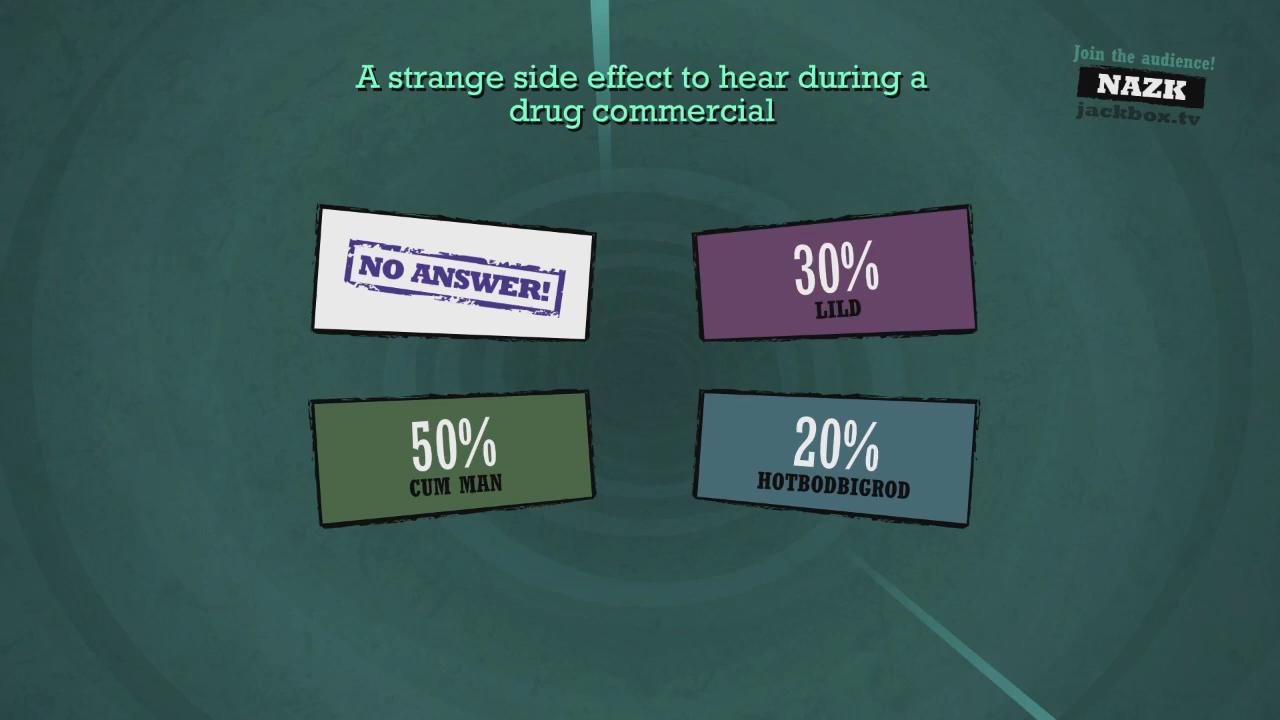 A strange side effect to hear during a
drug commercial
Join the audience!
NAZK
jackbox.tv
NO ANSWER!
30%
LILD
50%
CUM MAN
20%
HOTBODBIGROD